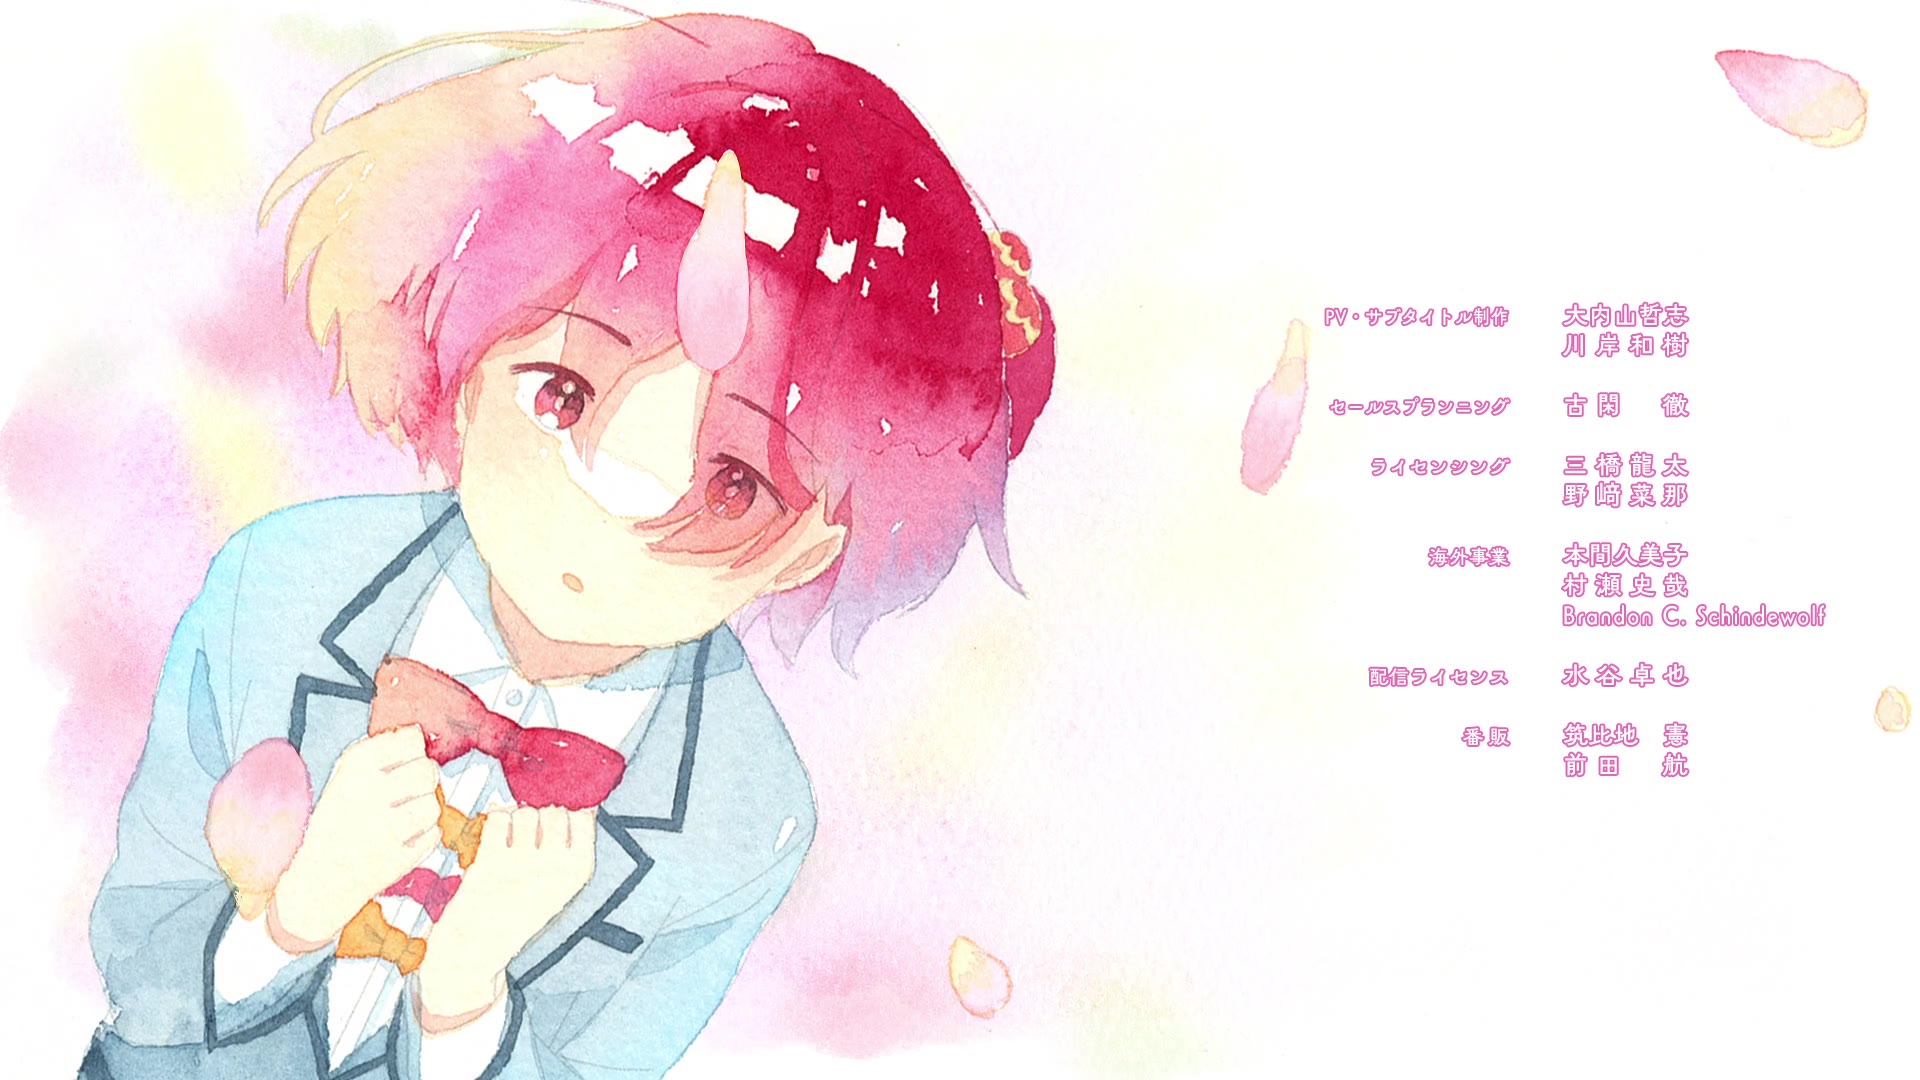 PV・サブタイトル制作 大内山哲志
川岸和樹
セールスプランニング 古閑 徹
ライセンシング 三橋龍太
野﨑菜那
海外事業 本間久美子
村瀬史哉
Brandon C. Schindewolf
配信ライセンス 水谷卓也
番販 筑比地 憲
前田 航